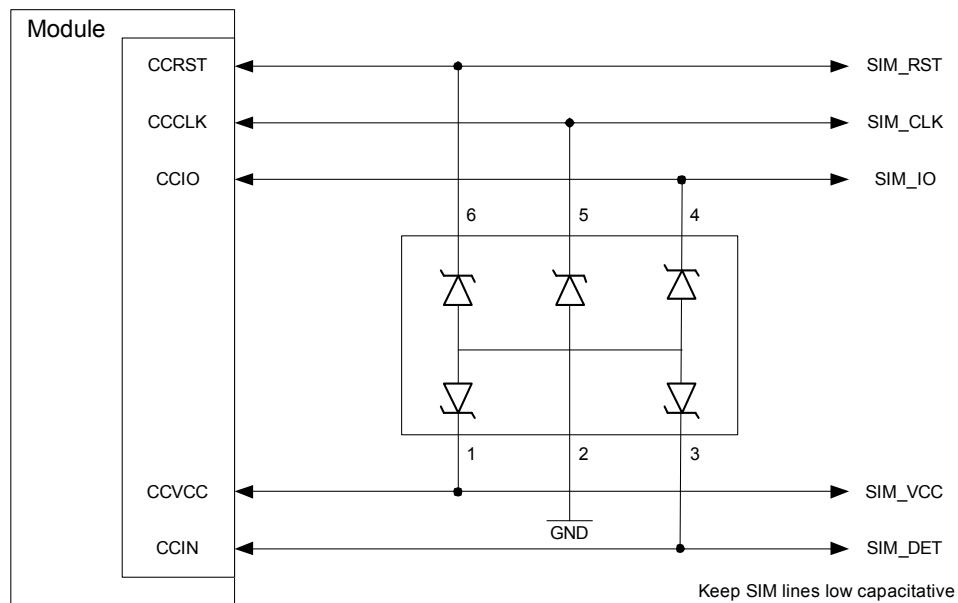 Module
CCRST SIM_RST
CCCLK SIM_CLK
CCIO SIM_IO
6 5 4
1 2 3
CCVCC SIM_VCC
GND
CCIN SIM_DET
Keep SIM lines low capacitative